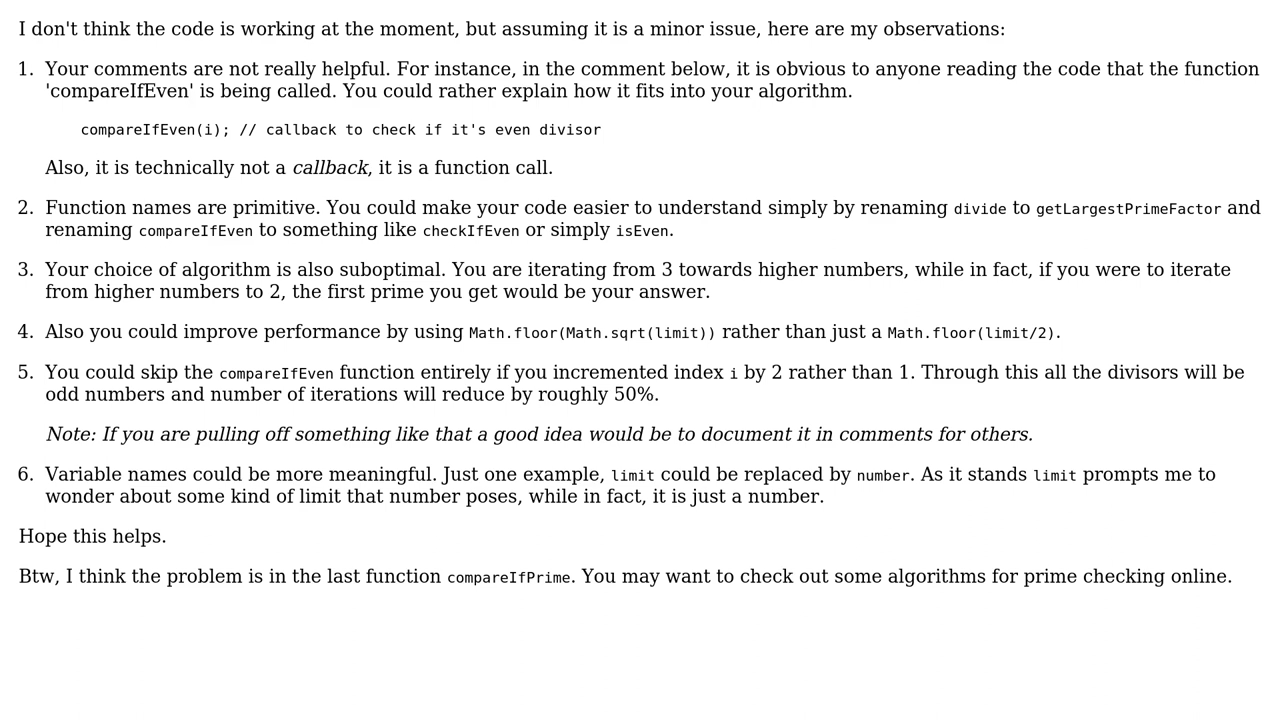 I don't think the code is working at the moment, but assuming it is a minor issue, here are my observations:
1. Your comments are not really helpful. For instance, in the comment below, it is obvious to anyone reading the code that the function
'compareIfEven' is being called. You could rather explain how it fits into your algorithm.
compareIfEven(i); // callback to check if it's even divisor
Also, it is technically not a callback, it is a function call.
2. Function names are primitive. You could make your code easier to understand simply by renaming divide to getLargestPrimeFactor and
renaming compareIfEven to something like checkIfEven or simply isEven.
3. Your choice of algorithm is also suboptimal. You are iterating from 3 towards higher numbers, while in fact, if you were to iterate
from higher numbers to 2, the first prime you get would be your answer.
4. Also you could improve performance by using Math.floor(Math.sqrt(limit)) rather than just a Math.floor(limit/2).
5. You could skip the compareIfEven function entirely if you incremented index i by 2 rather than 1. Through this all the divisors will be
odd numbers and number of iterations will reduce by roughly 50%.
Note: If you are pulling off something like that a good idea would be to document it in comments for others.
6. Variable names could be more meaningful. Just one example, limit could be replaced by number. As it stands limit prompts me to
wonder about some kind of limit that number poses, while in fact, it is just a number.
Hope this helps.
Btw, I think the problem is in the last function compareIfPrime. You may want to check out some algorithms for prime checking online.